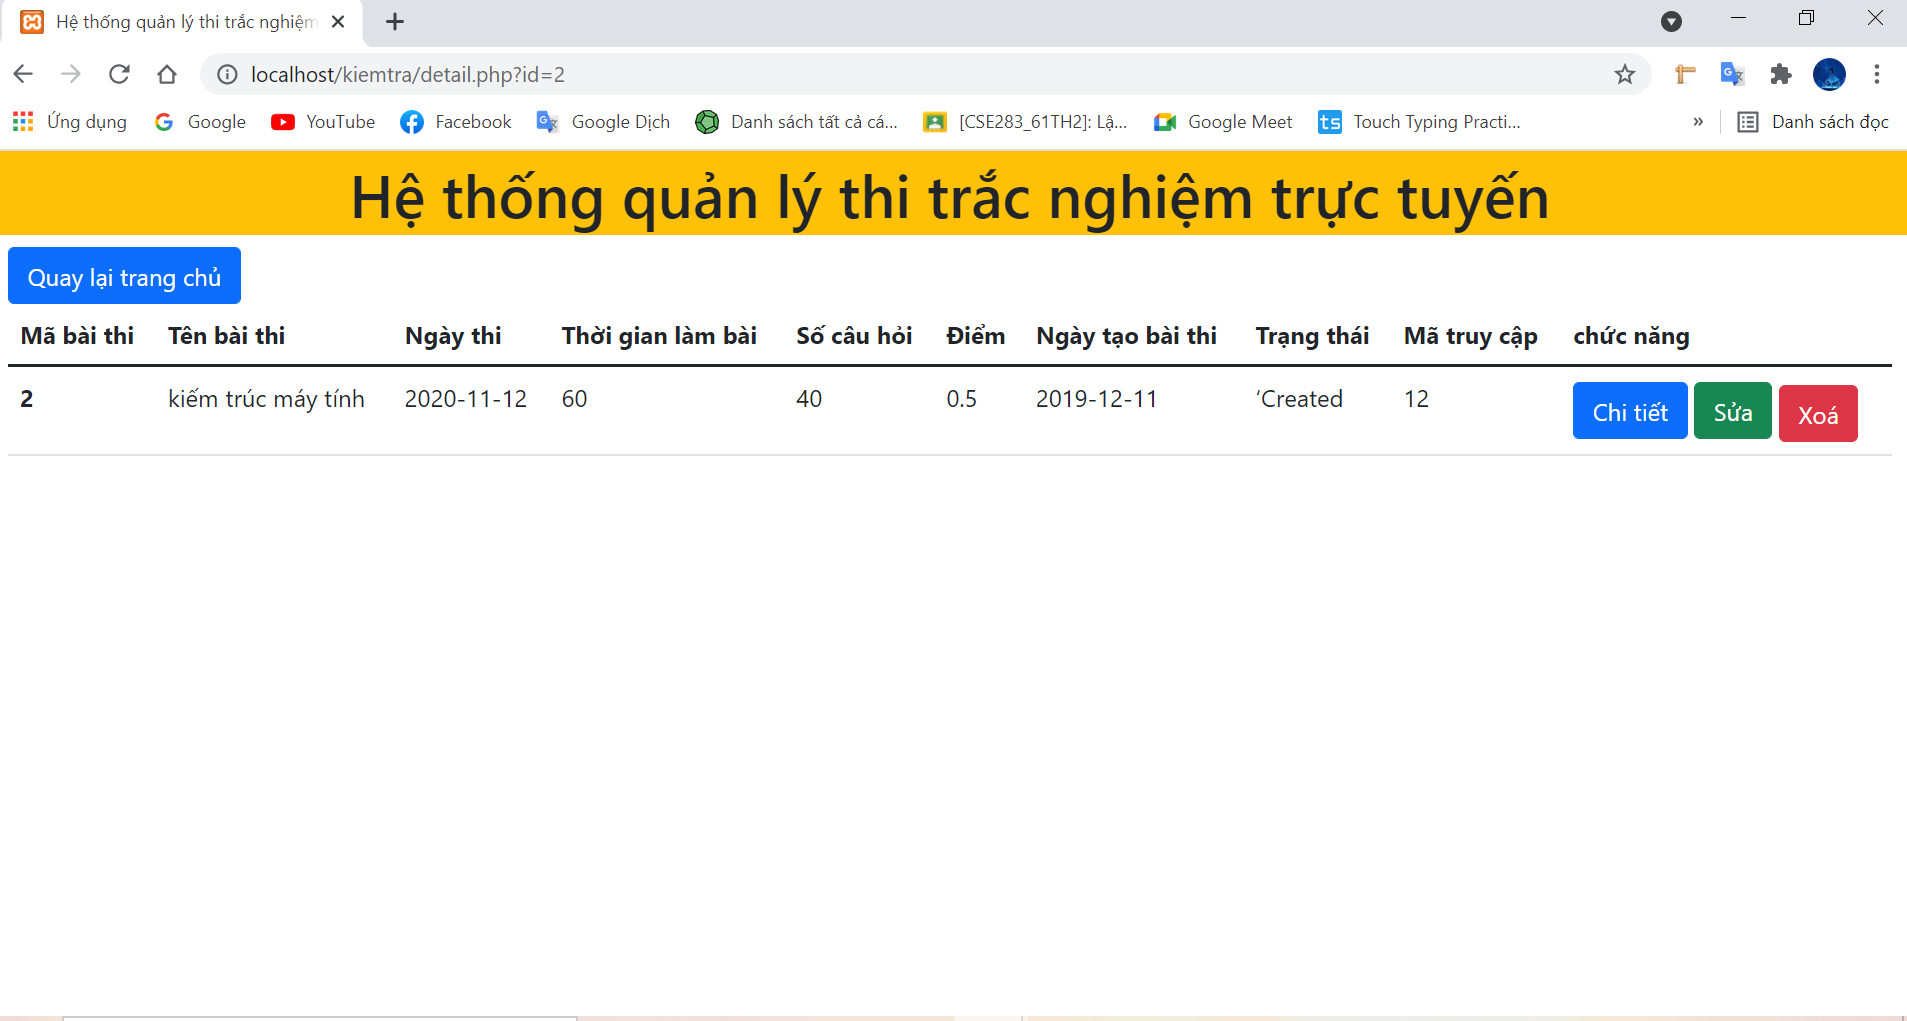 Hệ thống quản lý thi trắc nghiệm
localhost/kiemtra/detail.php?id=2
Ứng dụng Google YouTube Facebook Google Dịch Danh sách tất cả cá... [CSE283_61TH2]: Lậ... Google Meet ts Touch Typing Practi... » Danh sách đọc
Hệ thống quản lý thi trắc nghiệm trực tuyến
Quay lại trang chủ
Mã bài thi Tên bài thi Ngày thi Thời gian làm bài Số câu hỏi Điểm Ngày tạo bài thi Trạng thái Mã truy cập chức năng
2 kiếm trúc máy tính 2020-11-12 60 40 0.5 2019-12-11 ‘Created 12 Chi tiết Sửa Xoá